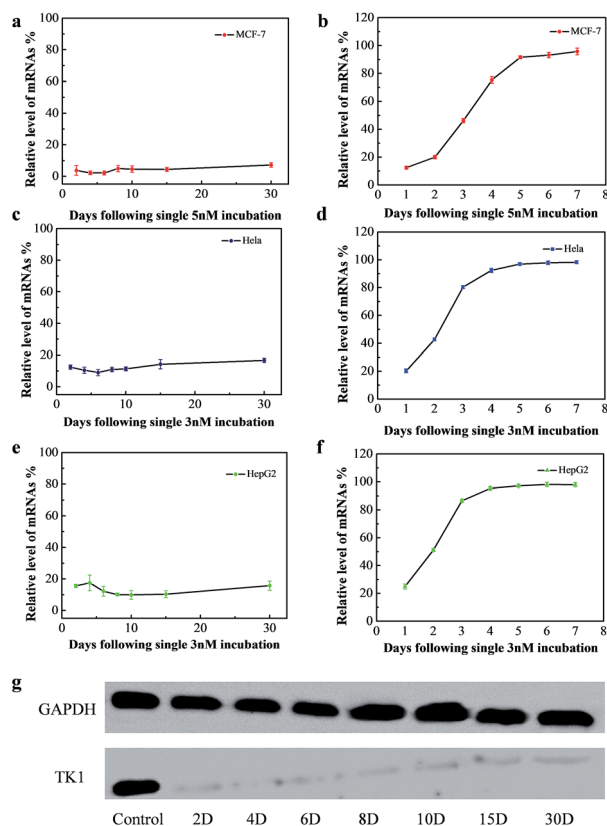 a
100
80
60
40
20
0
0 10 20 30
Relative level of mRNAs %
Days following single 5nM incubation
MCF-7
b
120
100
80
60
40
20
0
0 1 2 3 4 5 6 7 8
Relative level of mRNAs %
Days following single 5nM incubation
MCF-7
c
100
80
60
40
20
0
0 10 20 30
Relative level of mRNAs %
Days following single 3nM incubation
Hela
d
120
100
80
60
40
20
0
0 1 2 3 4 5 6 7 8
Relative level of mRNAs %
Days following single 3nM incubation
Hela
e
100
80
60
40
20
0
0 10 20 30
Relative level of mRNAs %
Days following single 3nM incubation
HepG2
f
120
100
80
60
40
20
0
0 1 2 3 4 5 6 7 8
Relative level of mRNAs %
Days following single 3nM incubation
HepG2
g
GAPDH
TK1
Control 2D 4D 6D 8D 10D 15D 30D